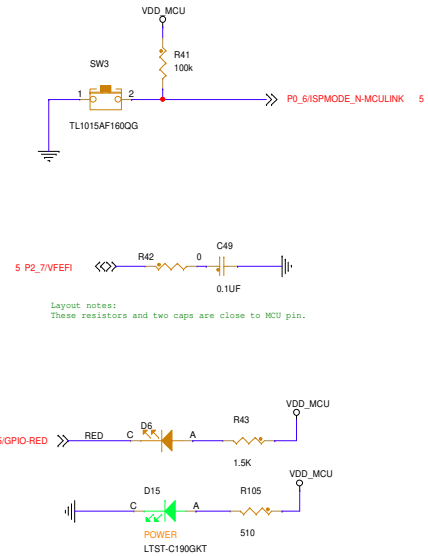 VDD_MCU
R41
100k
SW3
1 2
TL1015AF160QG
P0_6/ISPMODE_N-MCULINK 5
5 P2_7/VFEFI
R42 0 C49
0.1UF
Layout notes:
These resistors and two caps are close to MCU pin.
VDD_MCU
R43
D6
/GPIO-RED RED C A
1.5K
VDD_MCU
D15 R105
C A
POWER 510
LTST-C190GKT